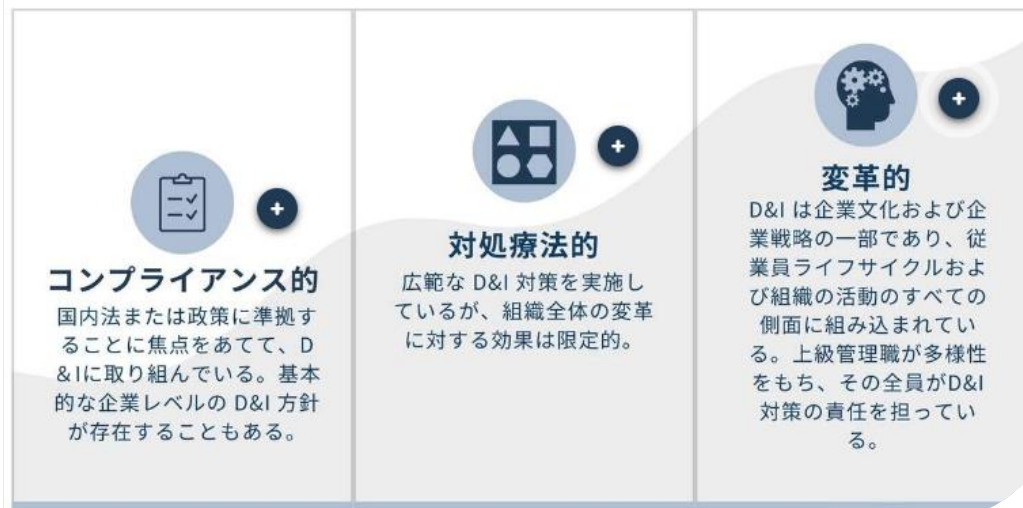 コンプライアンス的
国内法または政策に準拠す
ることに焦点をあてて、D
&Iに取り組んでいる。基本
的な企業レベルの D&I 方針
が存在することもある。
対処療法的
広範な D&I 対策を実施し
ているが、組織全体の変革
に対する効果は限定的。
変革的
D&I は企業文化および企
業戦略の一部であり、従
業員ライフサイクルおよ
び組織の活動のすべての
側面に組み込まれてい
る。上級管理職が多様性
をもち、その全員がD&I
対策の責任を担ってい
る。